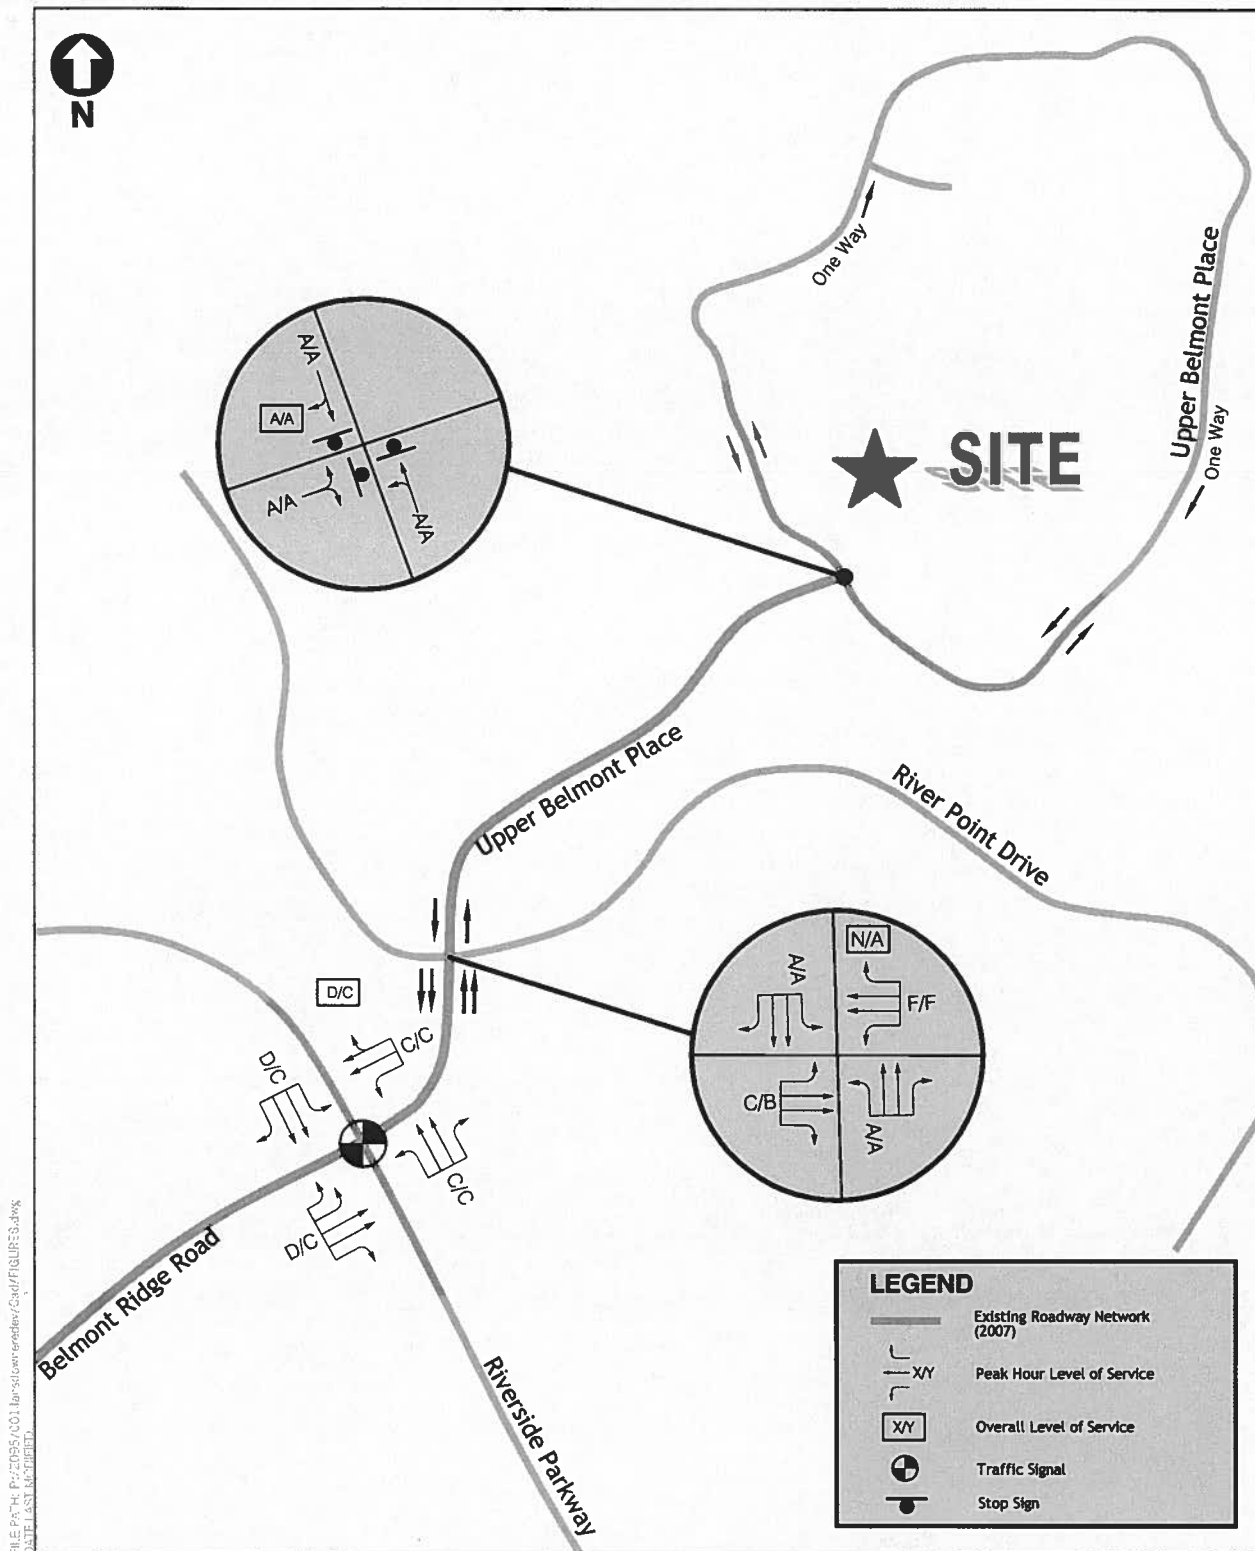 N
One Way
Upper Belmont Place
One Way
SITE
A/A
A/A
A/A
A/A
Upper Belmont Place
River Point Drive
N/A
A/A
F/F
C/B
A/A
D/C
C/C
D/C
C/C
D/C
Belmont Ridge Road
Riverside Parkway
LEGEND
Existing Roadway Network
(2007)
X/Y
Peak Hour Level of Service
X/Y
Overall Level of Service
Traffic Signal
Stop Sign